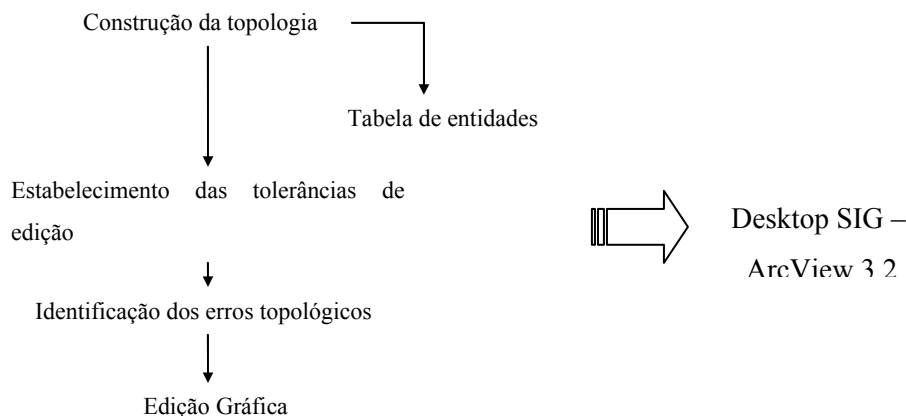 Construção da topologia
Tabela de entidades
Estabelecimento das tolerâncias de
edição
Identificação dos erros topológicos
Edição Gráfica
Desktop SIG –
ArcView 3.2